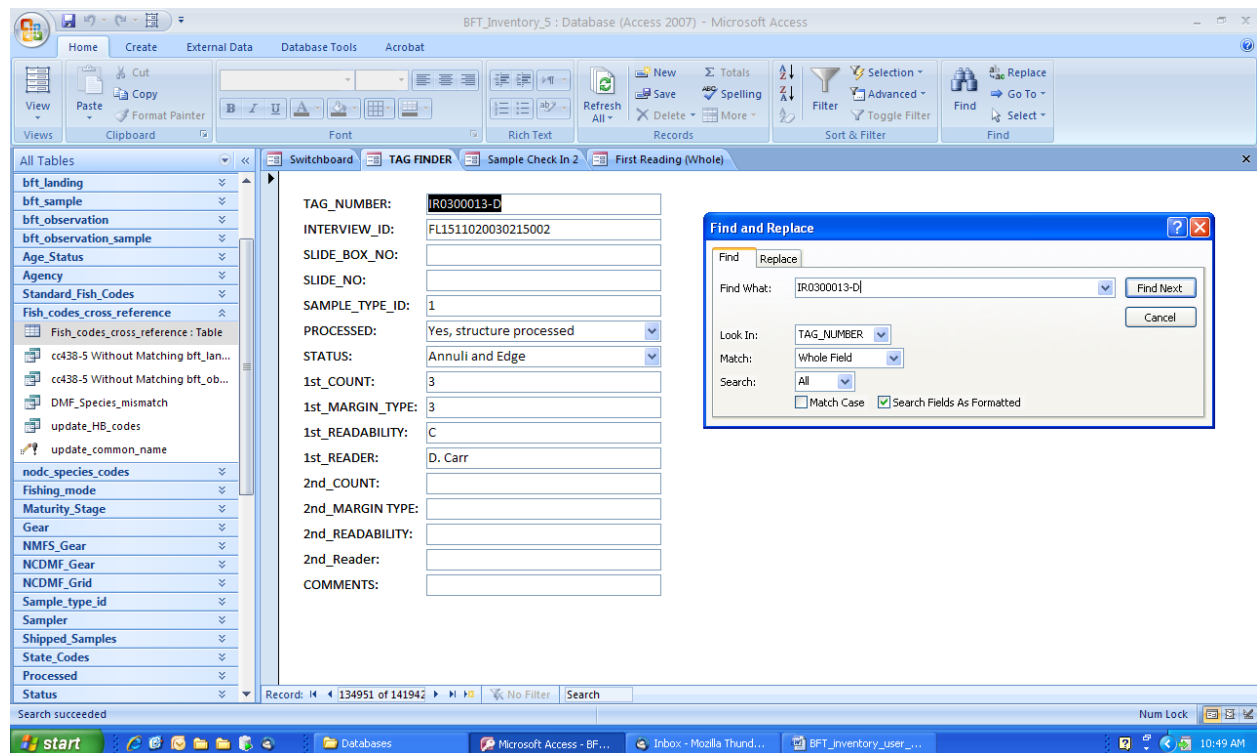 BFT_Inventory_5 : Database (Access 2007) - Microsoft Access
Home Create External Data Database Tools Acrobat
View
Views
Paste
Cut
Copy
Format Painter
Clipboard
B I U A
Font
ab
Rich Text
Refresh All
New
Save
Delete
Totals
Spelling
More
Records
Filter
Selection
Advanced
Toggle Filter
Sort & Filter
Find
Replace
Go To
Select
Find
All Tables
Switchboard TAG FINDER Sample Check In 2 First Reading (Whole)
bft_landing
bft_sample
bft_observation
bft_observation_sample
Age_Status
Agency
Standard_Fish_Codes
Fish_codes_cross_reference
Fish_codes_cross_reference : Table
cc438-5 Without Matching bft_lan...
cc438-5 Without Matching bft_ob...
DMF_Species_mismatch
update_HB_codes
update_common_name
nodc_species_codes
Fishing_mode
Maturity_Stage
Gear
NMFS_Gear
NCDMF_Gear
NCDMF_Grid
Sample_type_id
Sampler
Shipped_Samples
State_Codes
Processed
Status
TAG_NUMBER: IR0300013-D
INTERVIEW_ID: FL1511020030215002
SLIDE_BOX_NO:
SLIDE_NO:
SAMPLE_TYPE_ID: 1
PROCESSED: Yes, structure processed
STATUS: Annuli and Edge
1st_COUNT: 3
1st_MARGIN_TYPE: 3
1st_READABILITY: C
1st_READER: D. Carr
2nd_COUNT:
2nd_MARGIN TYPE:
2nd_READABILITY:
2nd_Reader:
COMMENTS:
Find and Replace
Find Replace
Find What: IR0300013-D
Find Next
Cancel
Look In: TAG_NUMBER
Match: Whole Field
Search: All
Match Case Search Fields As Formatted
Record: 134951 of 141942 No Filter Search
Search succeeded
Num Lock
start Databases Microsoft Access - BF... Inbox - Mozilla Thund... BFT_inventory_user_... 10:49 AM